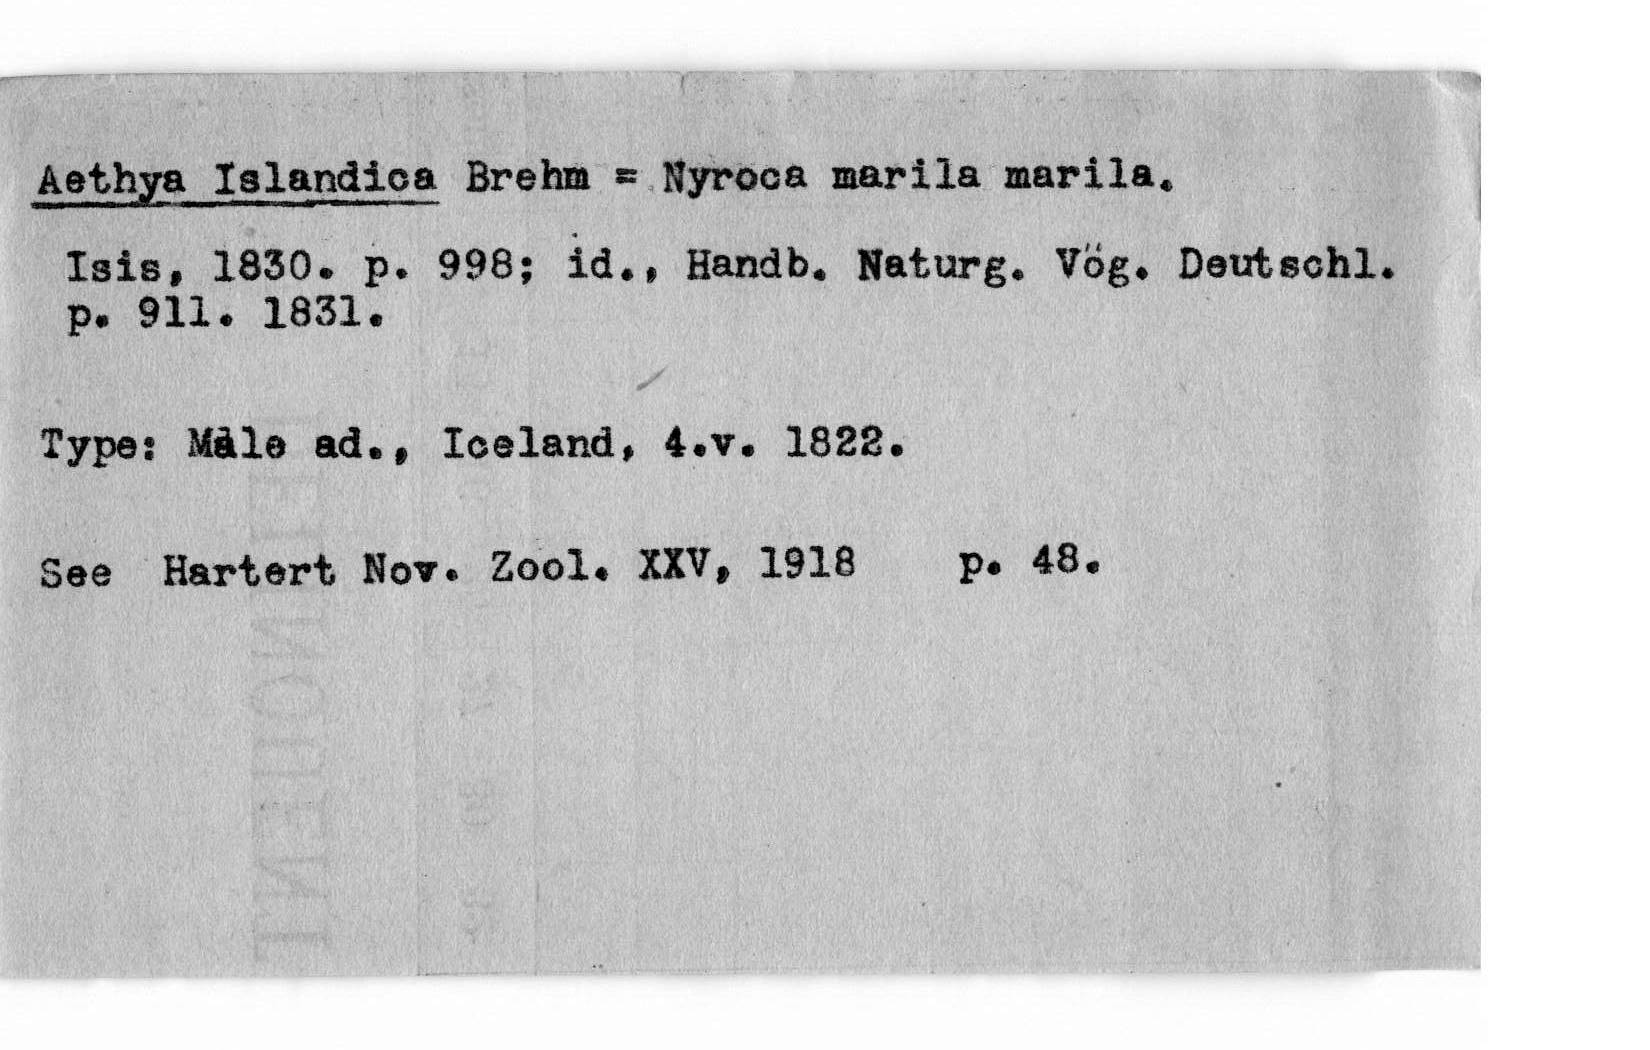 Aethya Islandica Brehm = Nyroca marila marila.
Isis, 1830. p. 998; id., Handb. Naturg. Vög. Deutschl.
p. 911. 1831.
Type: Male ad., Iceland, 4.v. 1822.
See Hartert Nov. Zool. XXV, 1918 p. 48.